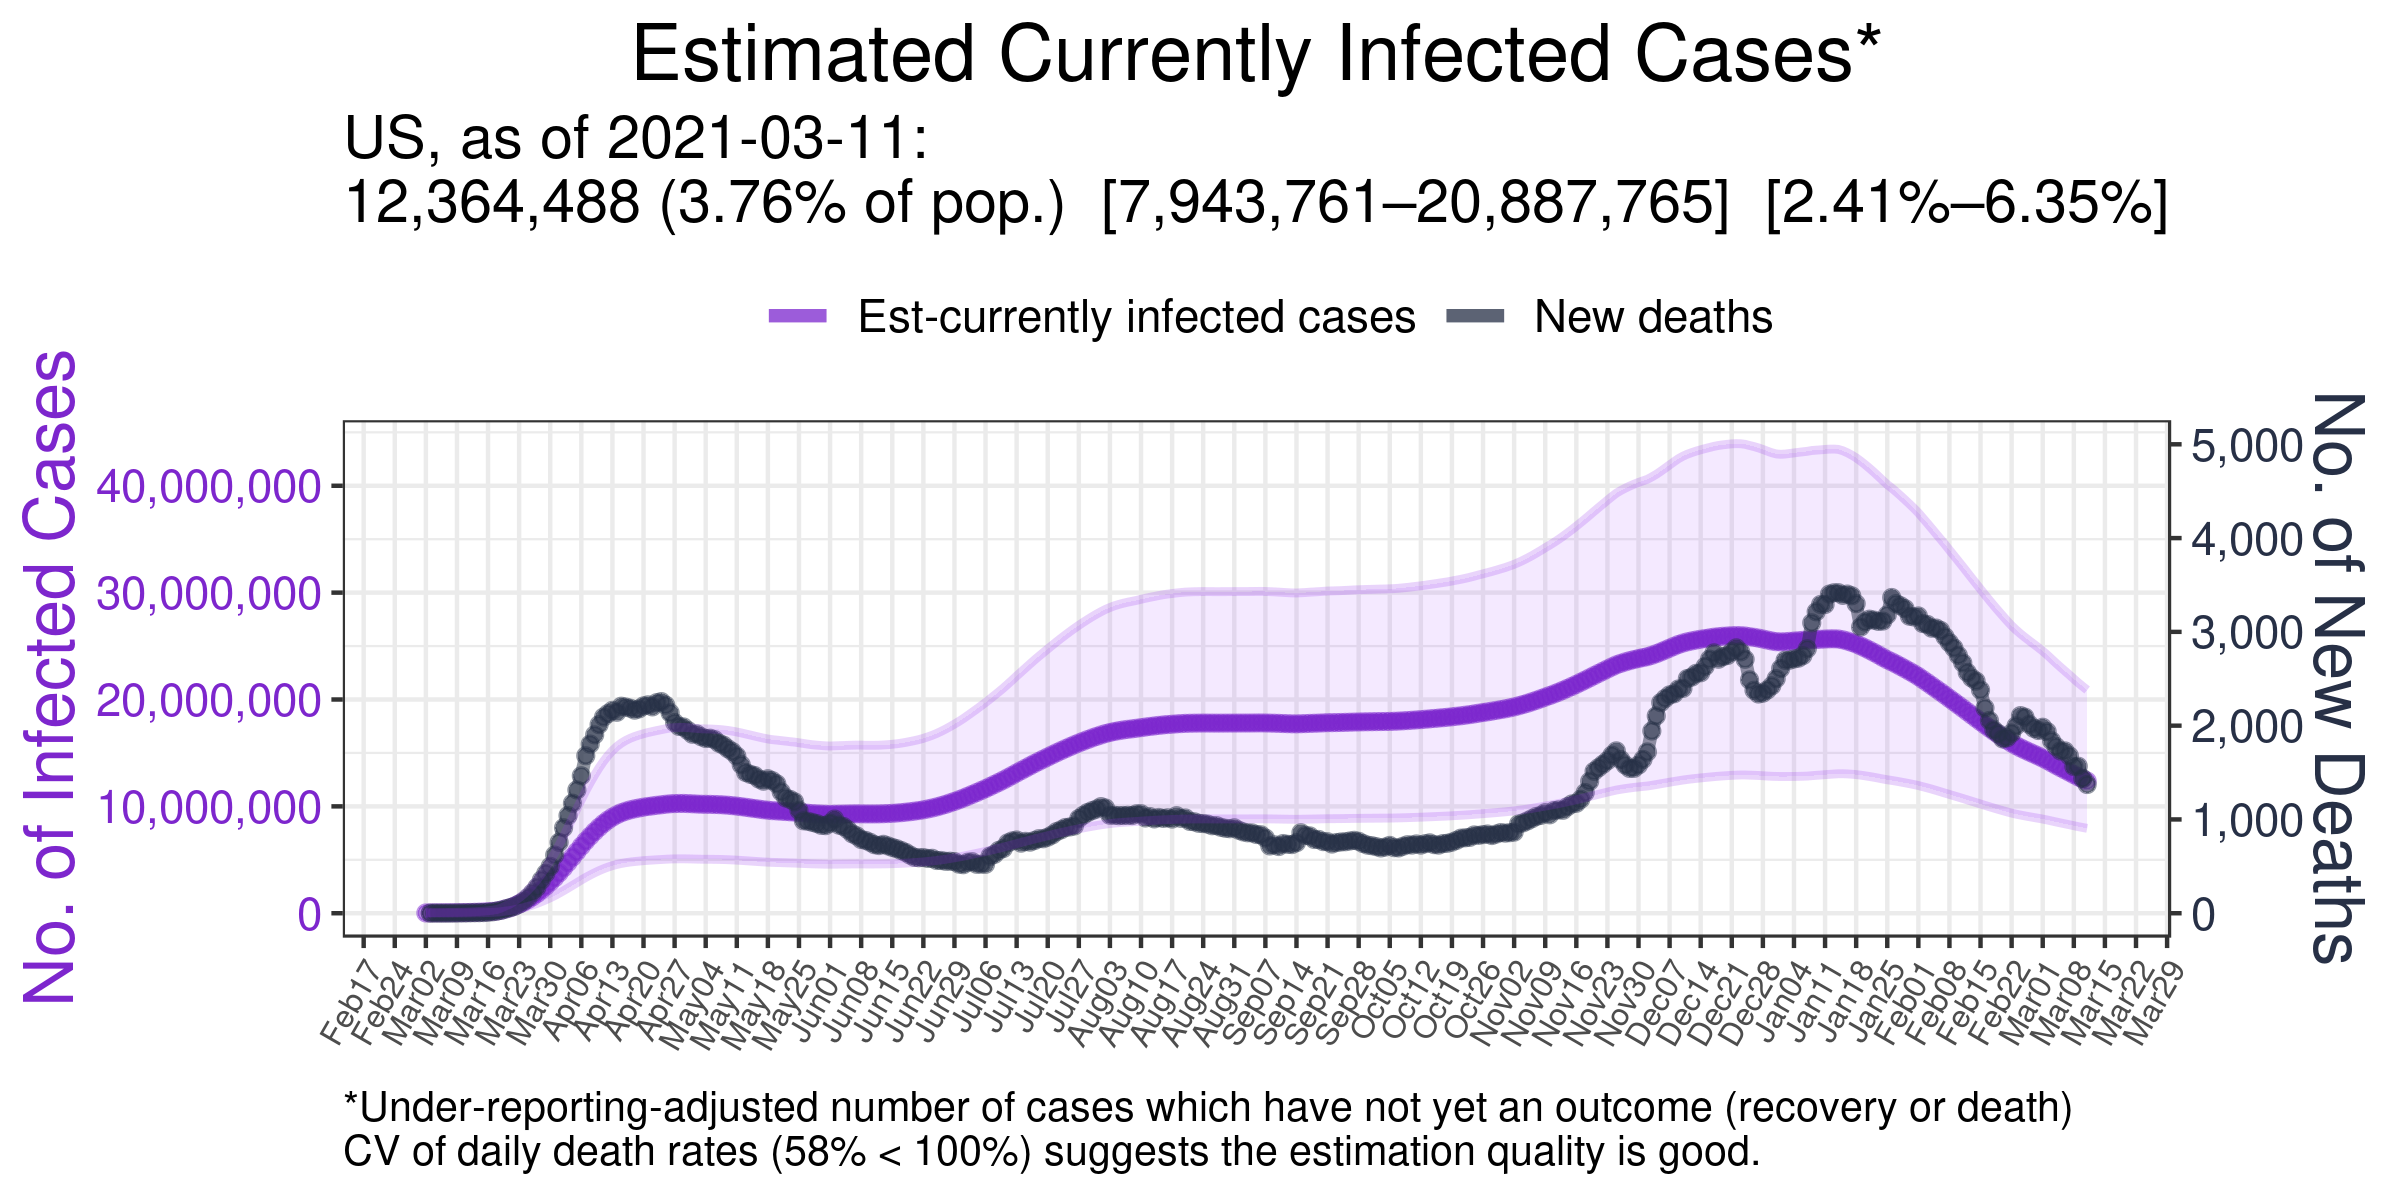 Estimated Currently Infected Cases*
US, as of 2021-03-11:
12,364,488 (3.76% of pop.) [7,943,761–20,887,765] [2.41%–6.35%]
Est-currently infected cases New deaths
No. of Infected Cases
40,000,000
30,000,000
20,000,000
10,000,000
0
5,000
4,000
3,000
2,000
1,000
0
No. of New Deaths
Feb17 Feb24 Mar02 Mar09 Mar16 Mar23 Mar30 Apr06 Apr13 Apr20 Apr27 May04 May11 May18 May25 Jun01 Jun08 Jun15 Jun22 Jun29 Jul06 Jul13 Jul20 Jul27 Aug03 Aug10 Aug17 Aug24 Aug31 Sep07 Sep14 Sep21 Sep28 Oct05 Oct12 Oct19 Oct26 Nov02 Nov09 Nov16 Nov23 Nov30 Dec07 Dec14 Dec21 Dec28 Jan04 Jan11 Jan18 Jan25 Feb01 Feb08 Feb15 Feb22 Mar01 Mar08 Mar15 Mar22 Mar29
*Under-reporting-adjusted number of cases which have not yet an outcome (recovery or death)
CV of daily death rates (58% < 100%) suggests the estimation quality is good.